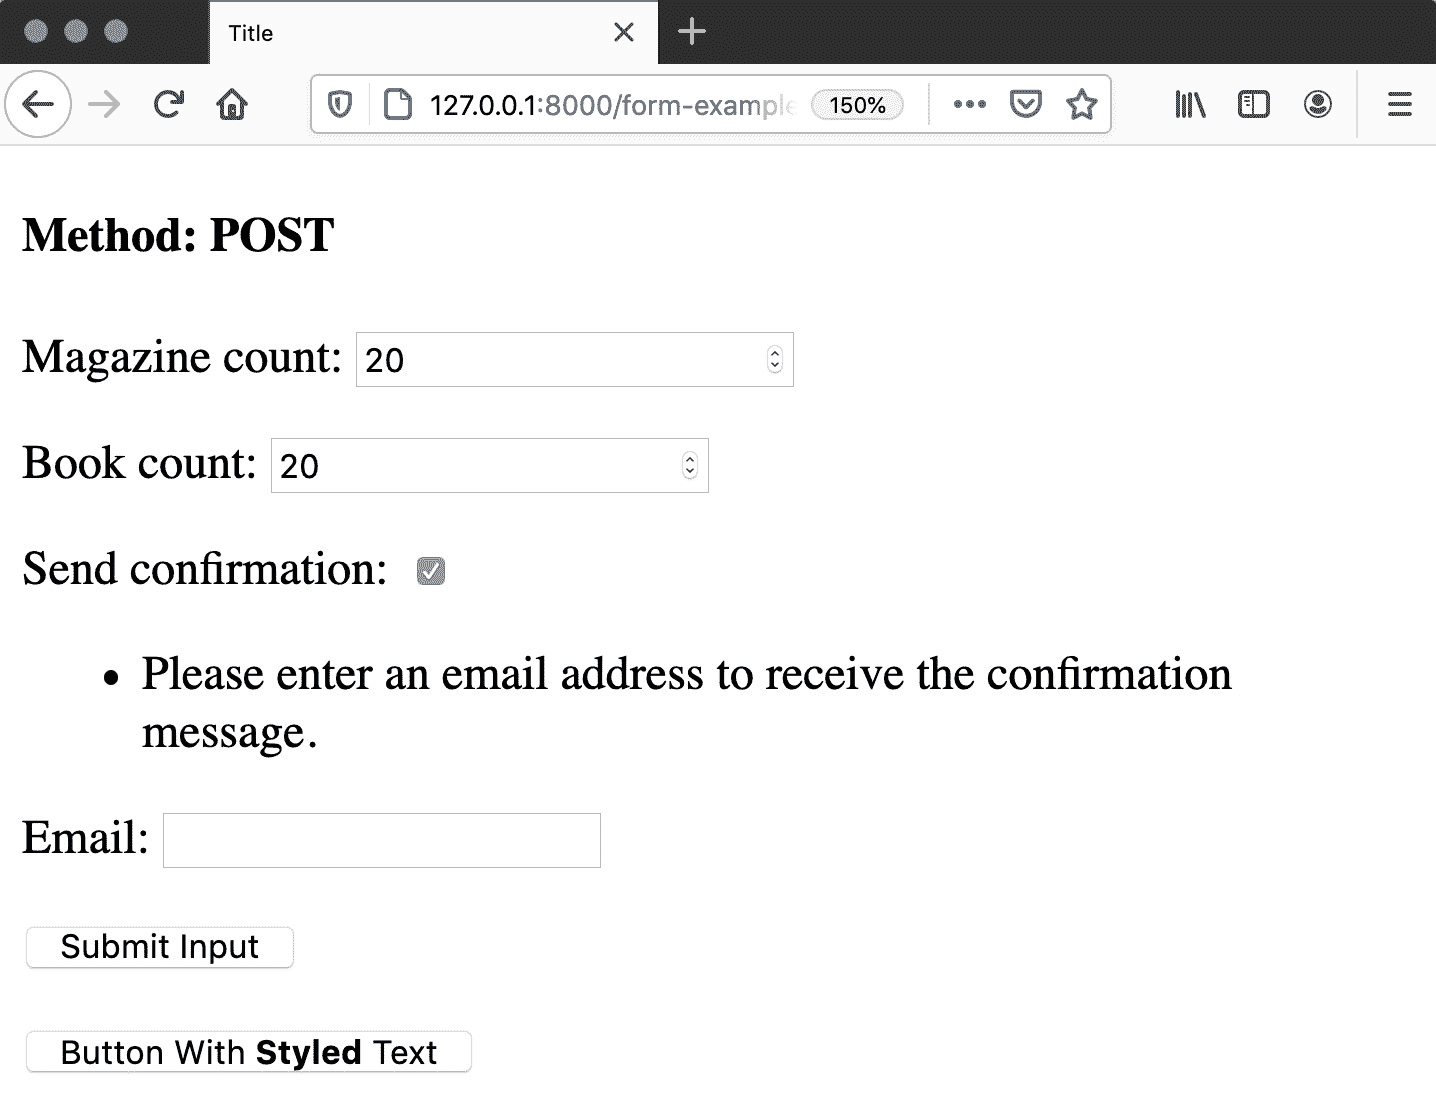 Title
127.0.0.1:8000/form-example 150%
Method: POST
Magazine count: 20
Book count: 20
Send confirmation:
Please enter an email address to receive the confirmation
message.
Email:
Submit Input
Button With Styled Text